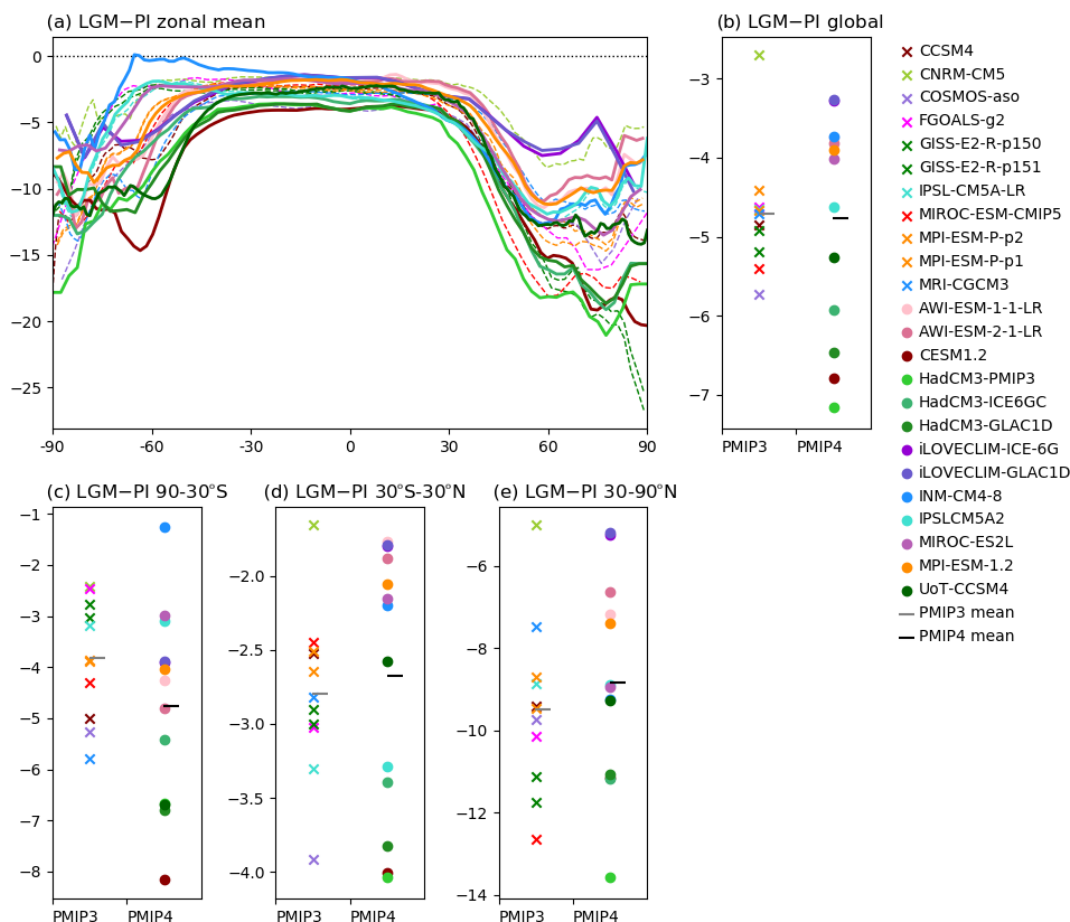 (a) LGM−PI zonal mean
0
−5
−10
−15
−20
−25
-90
-60
-30
0
30
60
90
(b) LGM−PI global
−3
−4
−5
−6
−7
PMIP3
PMIP4
CCSM4
CNRM-CM5
COSMOS-aso
FGOALS-g2
GISS-E2-R-p150
GISS-E2-R-p151
IPSL-CM5A-LR
MIROC-ESM-CMIP5
MPI-ESM-P-p2
MPI-ESM-P-p1
MRI-CGCM3
AWI-ESM-1-1-LR
AWI-ESM-2-1-LR
CESM1.2
HadCM3-PMIP3
HadCM3-ICE6GC
HadCM3-GLAC1D
iLOVECLIM-ICE-6G
iLOVECLIM-GLAC1D
INM-CM4-8
IPSLCM5A2
MIROC-ES2L
MPI-ESM-1.2
UoT-CCSM4
PMIP3 mean
PMIP4 mean
(c) LGM−PI 90-30°S
−1
−2
−3
−4
−5
−6
−7
−8
PMIP3
PMIP4
(d) LGM−PI 30°S-30°N
−2.0
−2.5
−3.0
−3.5
−4.0
PMIP3
PMIP4
(e) LGM−PI 30-90°N
−6
−8
−10
−12
−14
PMIP3
PMIP4